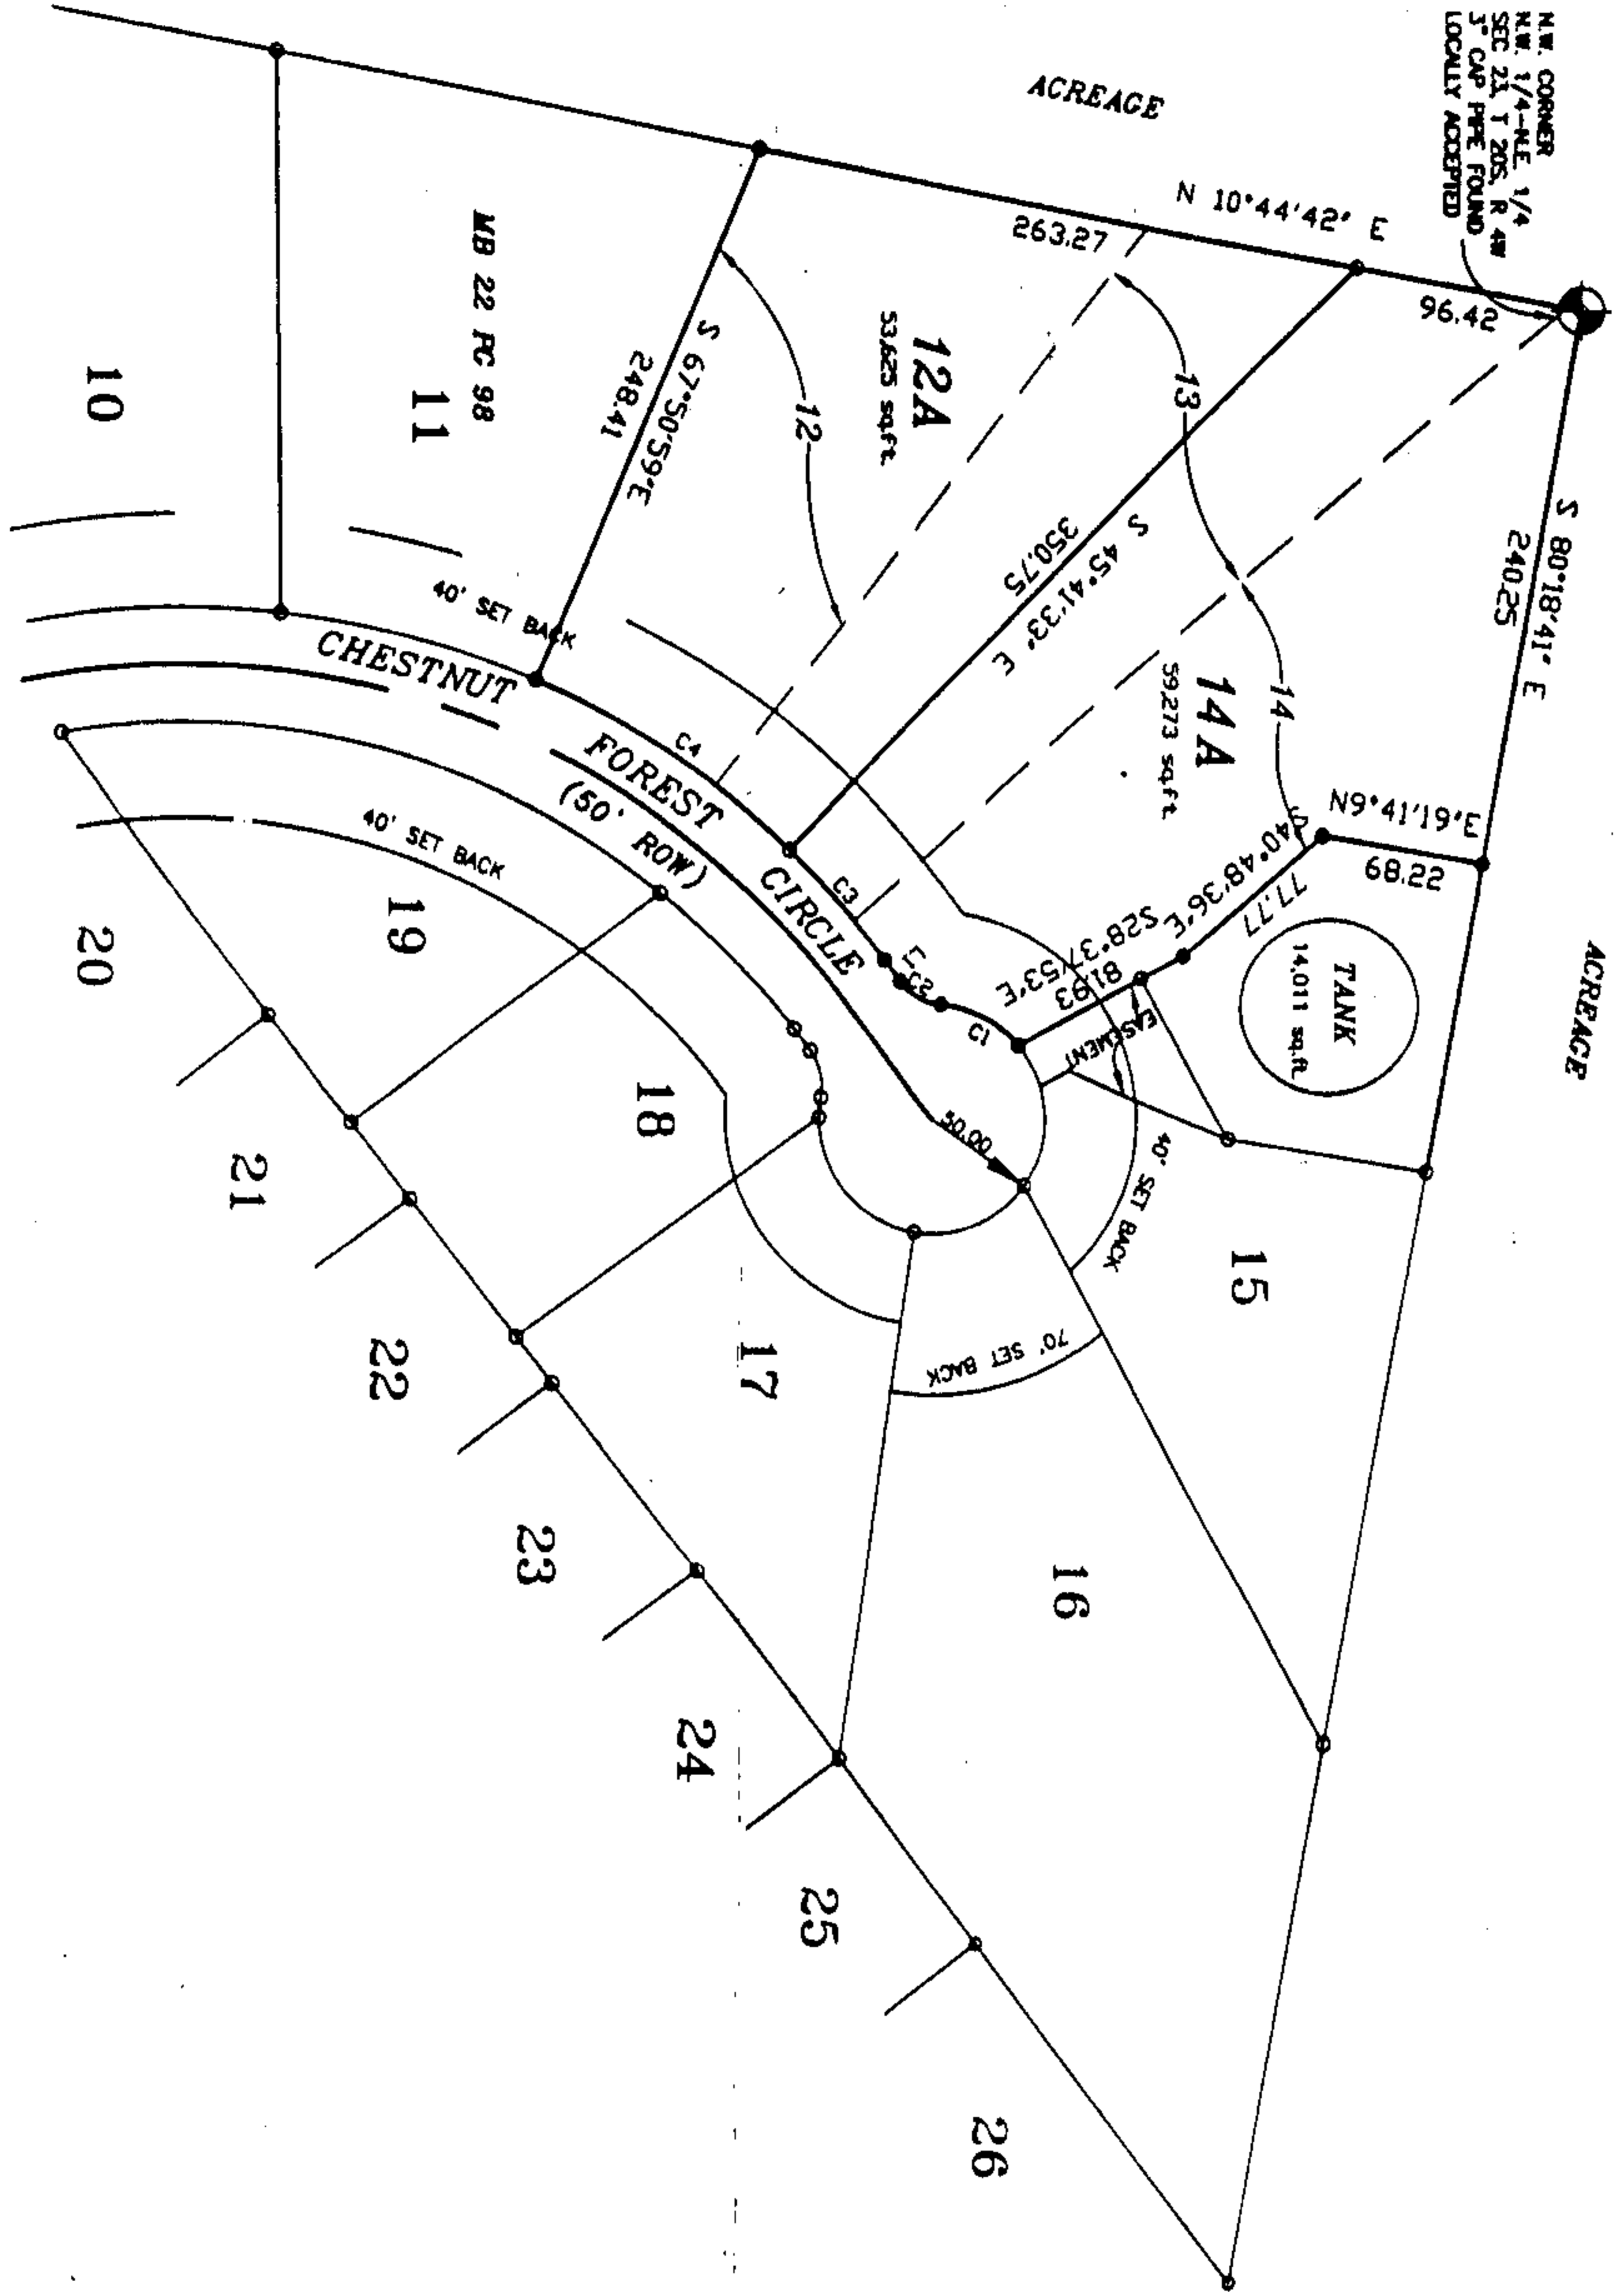 N.W. CORNER
N.W. 1/4-N.E. 1/4
SEC 23, T 20S, R 4W
3" CAP PIPE FOUND
LOCALLY ACCEPTED
ACREAGE
N 10°44'42" E
263.27
96.42
S 80°18'41" E
240.25
ACREAGE
N9°41'19"E
68.22
S 40°48'36"E
77.77
S28°37'53"E
81.93
TANK
14,011 sq.ft.
EASEMENT
14
14A
59,273 sq.ft.
13
S 45°41'33" E
350.75
12A
53,625 sq.ft.
12
S 67°50'59"E
248.41
MB 22 PG 98
11
10
40' SET BACK
CHESTNUT
FOREST
CIRCLE
(50' ROW)
C4
C3
L1
C2
C1
50.00
40' SET BACK
40' SET BACK
70' SET BACK
15
16
17
18
19
20
21
22
23
24
25
26